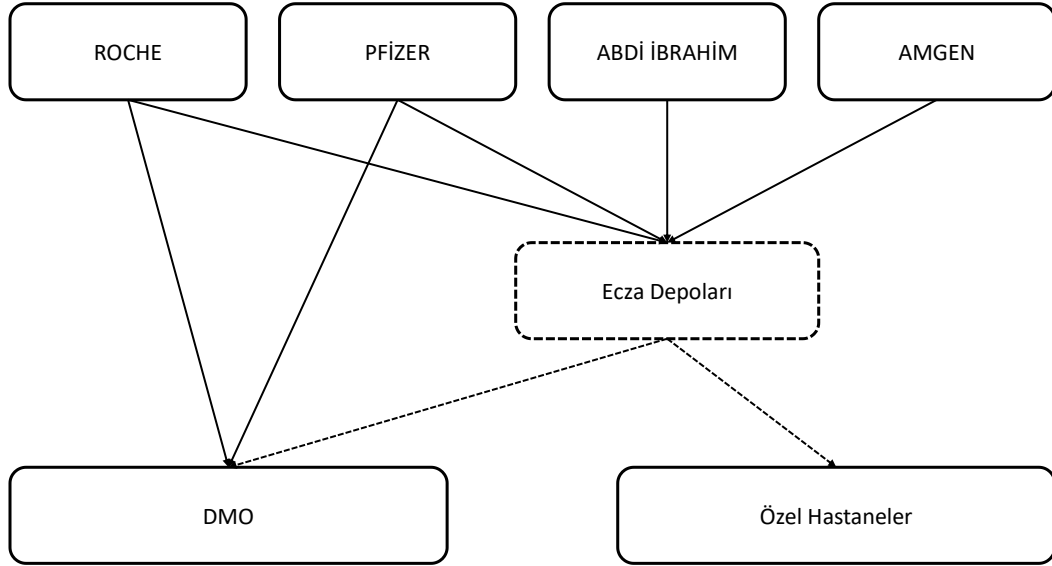 ROCHE
PFİZER
ABDİ İBRAHİM
AMGEN
Ecza Depoları
DMO
Özel Hastaneler